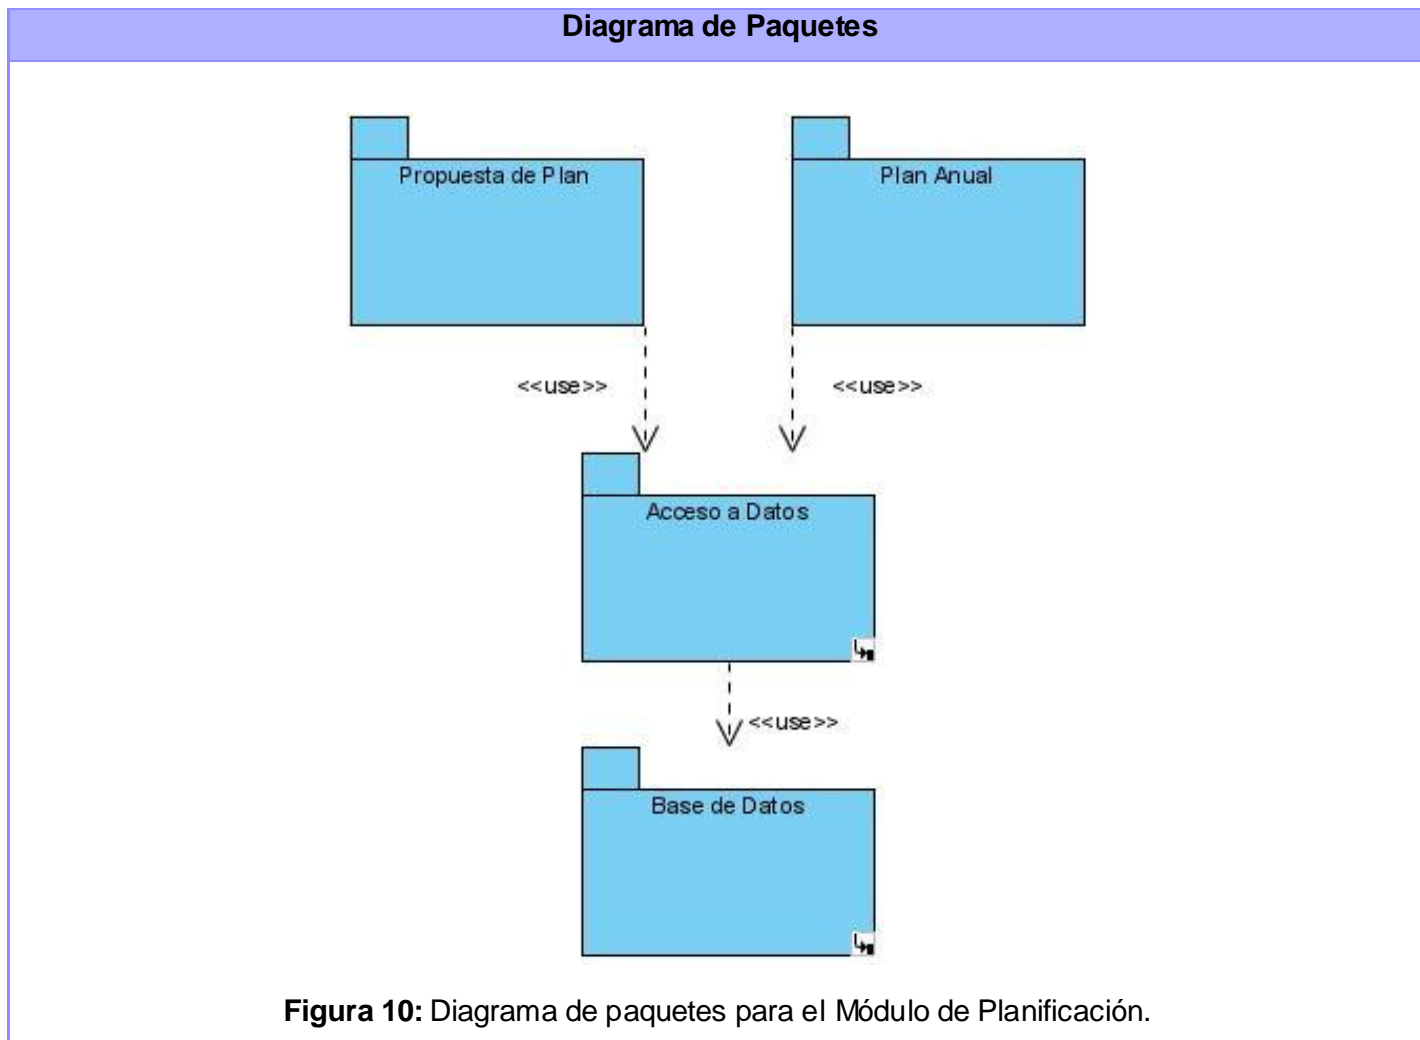 Diagrama de Paquetes
Propuesta de Plan
Plan Anual
<<use>>
<<use>>
Acceso a Datos
<<use>>
Base de Datos
Figura 10: Diagrama de paquetes para el Módulo de Planificación.